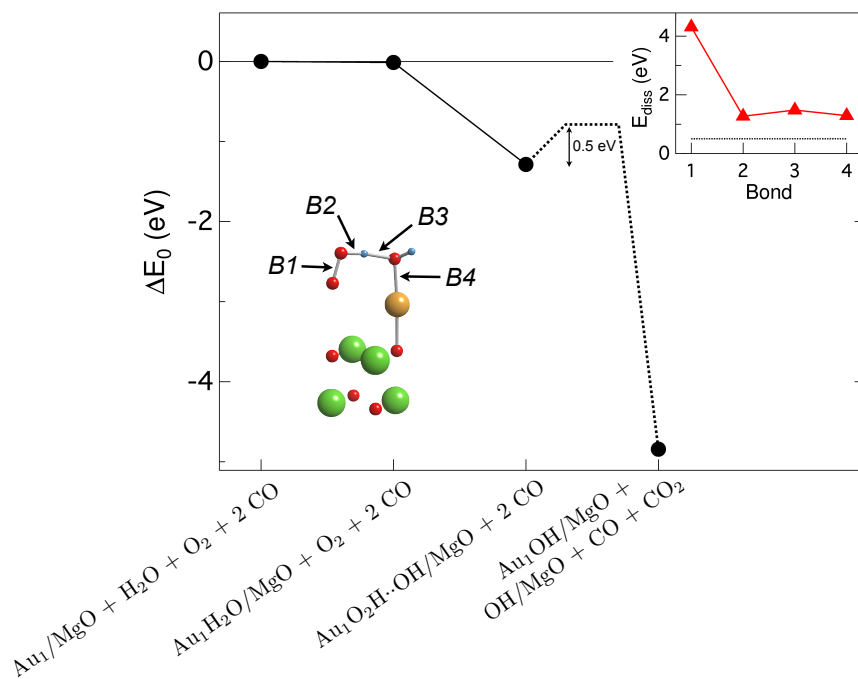 0
-2
-4
ΔE₀ (eV)
0.5 eV
4
2
0
E_diss (eV)
1 2 3 4
Bond
B2
B3
B1
B4
Au₁/MgO + H₂O + O₂ + 2 CO
Au₁H₂O/MgO + O₂ + 2 CO
Au₁O₂H··OH/MgO + 2 CO
Au₁OH/MgO +
OH/MgO + CO + CO₂